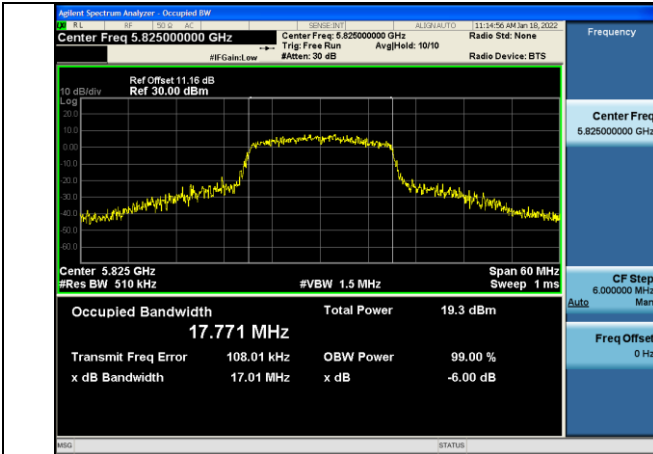 Agilent Spectrum Analyzer - Occupied BW
RL RF 50 Ω AC SENSE:INT ALIGNAUTO 11:14:56 AM Jan 18, 2022
Center Freq 5.825000000 GHz
Center Freq: 5.825000000 GHz
Radio Std: None
Trig: Free Run Avg|Hold: 10/10
#IFGain:Low #Atten: 30 dB Radio Device: BTS
Ref Offset 11.16 dB
10 dB/div Ref 30.00 dBm
Log
20.0
10.0
0.00
-10.0
-20.0
-30.0
-40.0
-50.0
-60.0
Center 5.825 GHz Span 60 MHz
#Res BW 510 kHz #VBW 1.5 MHz Sweep 1 ms
Occupied Bandwidth Total Power 19.3 dBm
17.771 MHz
Transmit Freq Error 108.01 kHz OBW Power 99.00 %
x dB Bandwidth 17.01 MHz x dB -6.00 dB
MSG STATUS
Frequency
Center Freq
5.825000000 GHz
CF Step
6.000000 MHz
Auto Man
Freq Offset
0 Hz